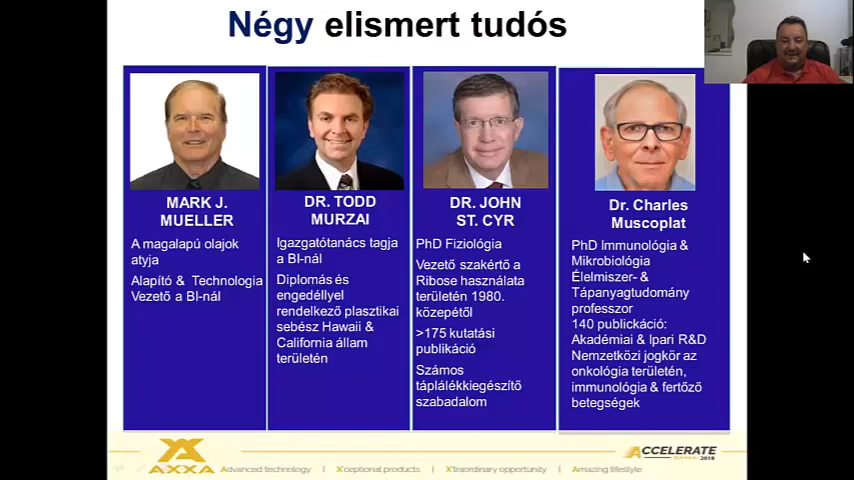 Négy elismert tudós
MARK J.
MUELLER
A magalapú olajok
atyja
Alapító & Technologia
Vezető a BI-nál
DR. TODD
MURZAI
Igazgatótanács tagja
a BI-nál
Diplomás és
engedéllyel
rendelkező plasztikai
sebész Hawaii &
California állam
területén
DR. JOHN
ST. CYR
PhD Fiziológia
Vezető szakértő a
Ribose használata
területén 1980.
közepétől
>175 kutatási
publikáció
Számos
táplálékkiegészítő
szabadalom
Dr. Charles
Muscoplat
PhD Immunológia &
Mikrobiológia
Élelmiszer- &
Tápanyagtudomány
professzor
140 publickáció:
Akadémiai & Ipari R&D
Nemzetközi jogkör az
onkológia területén,
immunológia & fertőző
betegségek
AXXA
Advanced technology | X'ceptional products | X'traordinary opportunity | Amazing lifestyle
ACCELERATE
2018